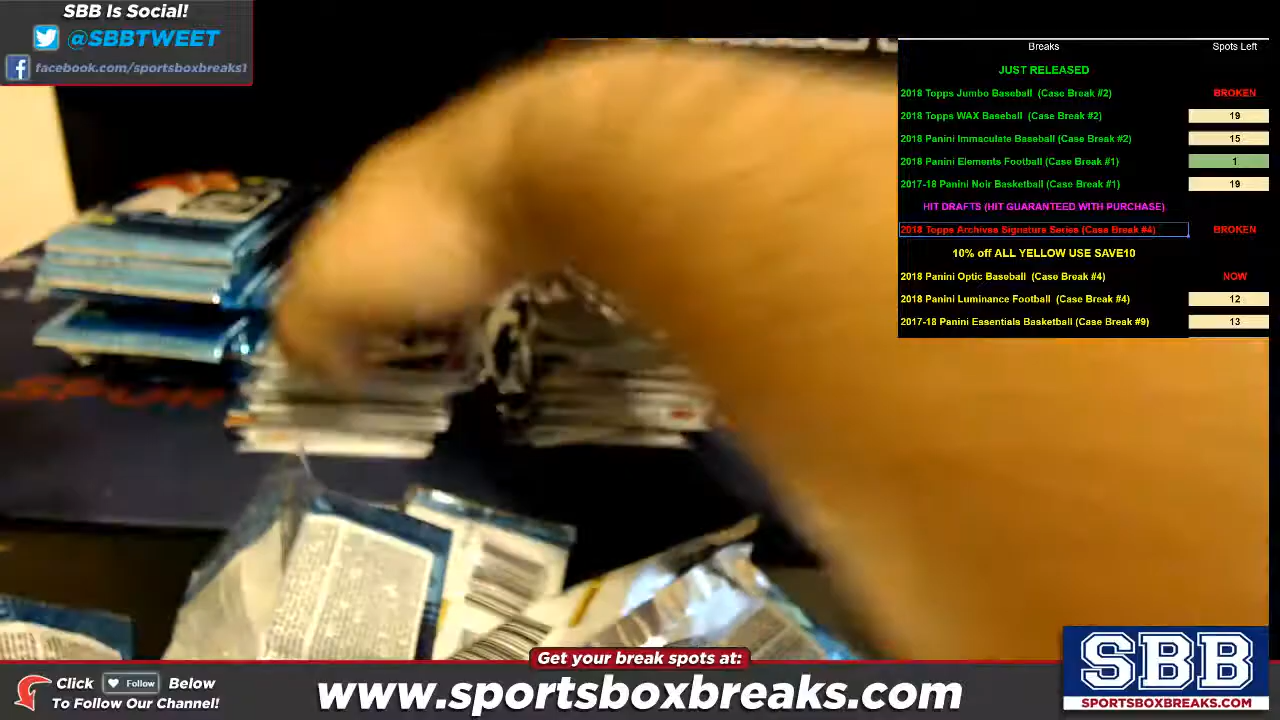 SBB Is Social!
@SBBTWEET
facebook.com/sportsboxbreaks1
Breaks Spots Left
JUST RELEASED
2018 Topps Jumbo Baseball (Case Break #2) BROKEN
2018 Topps WAX Baseball (Case Break #2) 19
2018 Panini Immaculate Baseball (Case Break #2) 15
2018 Panini Elements Football (Case Break #1) 1
2017-18 Panini Noir Basketball (Case Break #1) 19
HIT DRAFTS (HIT GUARANTEED WITH PURCHASE)
2018 Topps Archives Signature Series (Case Break #4) BROKEN
10% off ALL YELLOW USE SAVE10
2018 Panini Optic Baseball (Case Break #4) NOW
2018 Panini Luminance Football (Case Break #4) 12
2017-18 Panini Essentials Basketball (Case Break #9) 13
Get your break spots at:
Click Follow Below
To Follow Our Channel!
www.sportsboxbreaks.com
SBB
SPORTSBOXBREAKS.COM